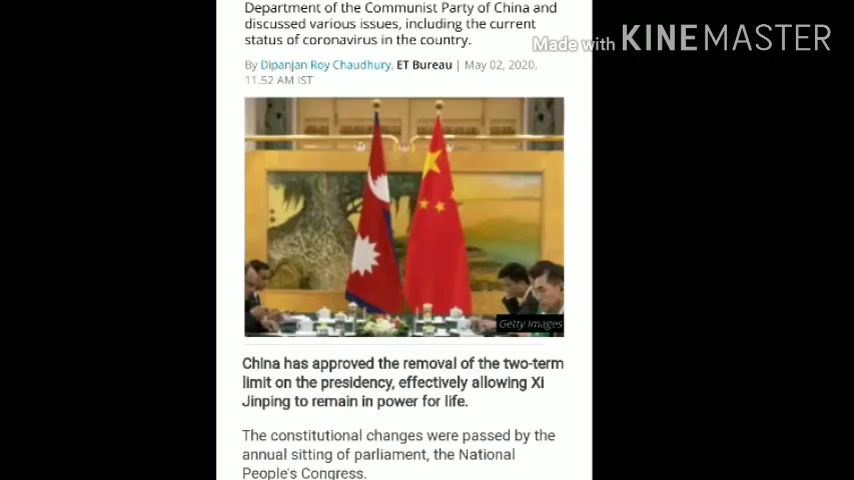 Department of the Communist Party of China and
discussed various issues, including the current
status of coronavirus in the country.
Made with KINEMASTER
By Dipanjan Roy Chaudhury, ET Bureau | May 02, 2020,
11.52 AM IST
Getty Images
China has approved the removal of the two-term
limit on the presidency, effectively allowing Xi
Jinping to remain in power for life.
The constitutional changes were passed by the
annual sitting of parliament, the National
People's Congress.